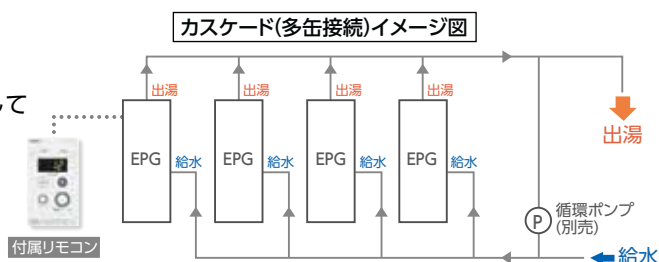 カスケード(多缶接続)イメージ図
して
出湯
出湯
出湯
出湯
出湯
EPG
給水
EPG
給水
EPG
給水
EPG
給水
P
循環ポンプ
(別売)
付属リモコン
給水